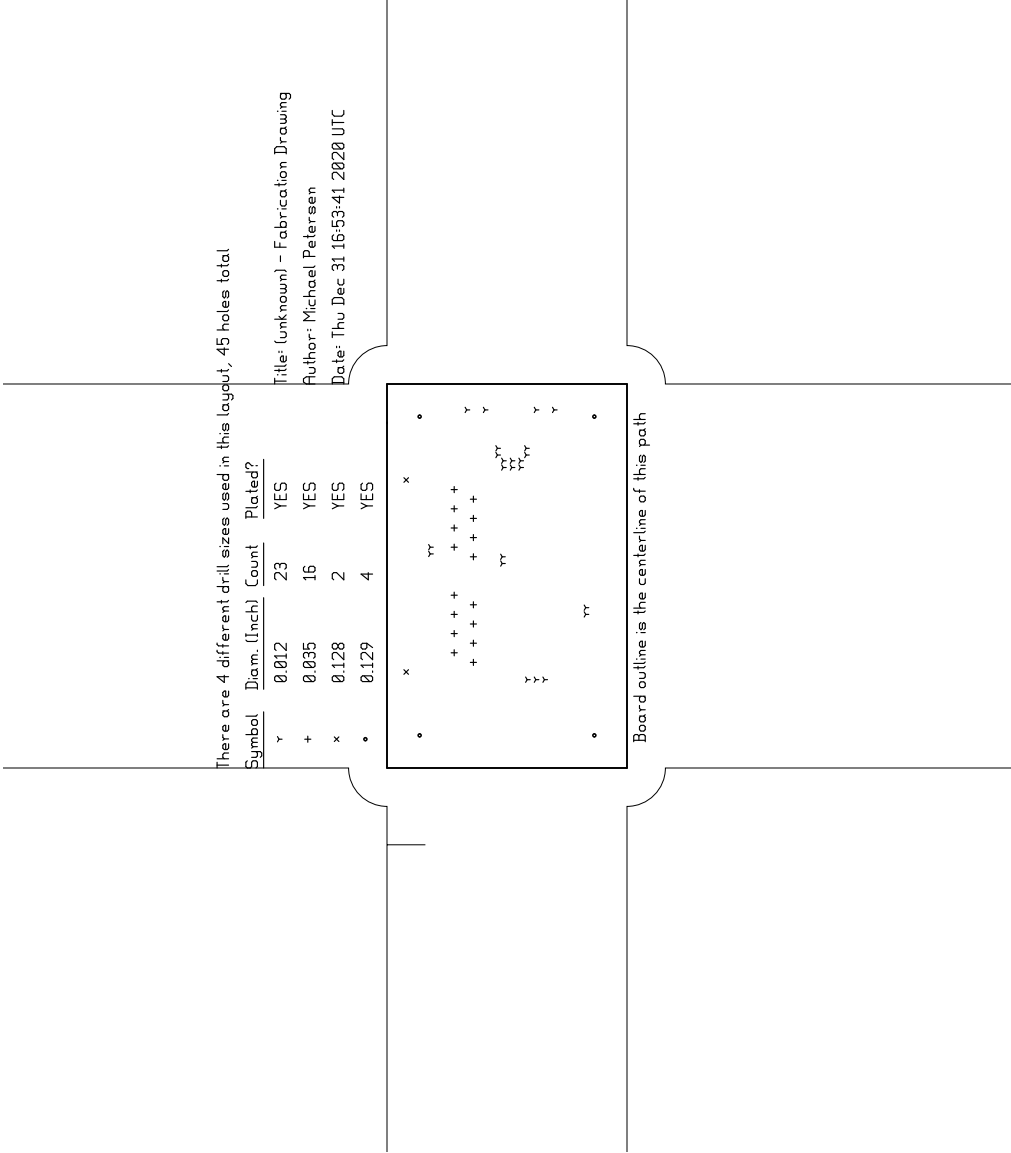 Title: (unknown) - Fabrication Drawing
Author: Michael Petersen
Date: Thu Dec 31 16:53:41 2020 UTC
There are 4 different drill sizes used in this layout, 45 holes total
Symbol Diam. (Inch) Count Plated?
0.012 23 YES
0.035 16 YES
0.128 2 YES
0.129 4 YES
Board outline is the centerline of this path